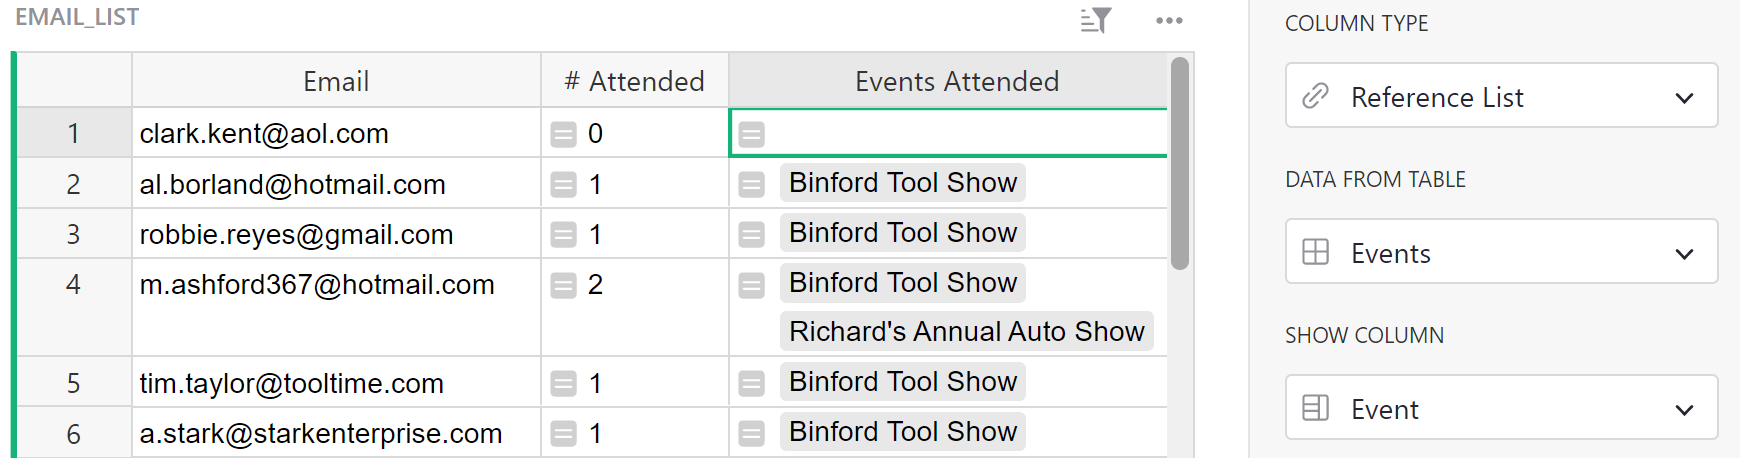 EMAIL_LIST
Email # Attended Events Attended
1 clark.kent@aol.com 0
2 al.borland@hotmail.com 1 Binford Tool Show
3 robbie.reyes@gmail.com 1 Binford Tool Show
4 m.ashford367@hotmail.com 2 Binford Tool Show
Richard's Annual Auto Show
5 tim.taylor@tooltime.com 1 Binford Tool Show
6 a.stark@starkenterprise.com 1 Binford Tool Show
COLUMN TYPE
Reference List
DATA FROM TABLE
Events
SHOW COLUMN
Event